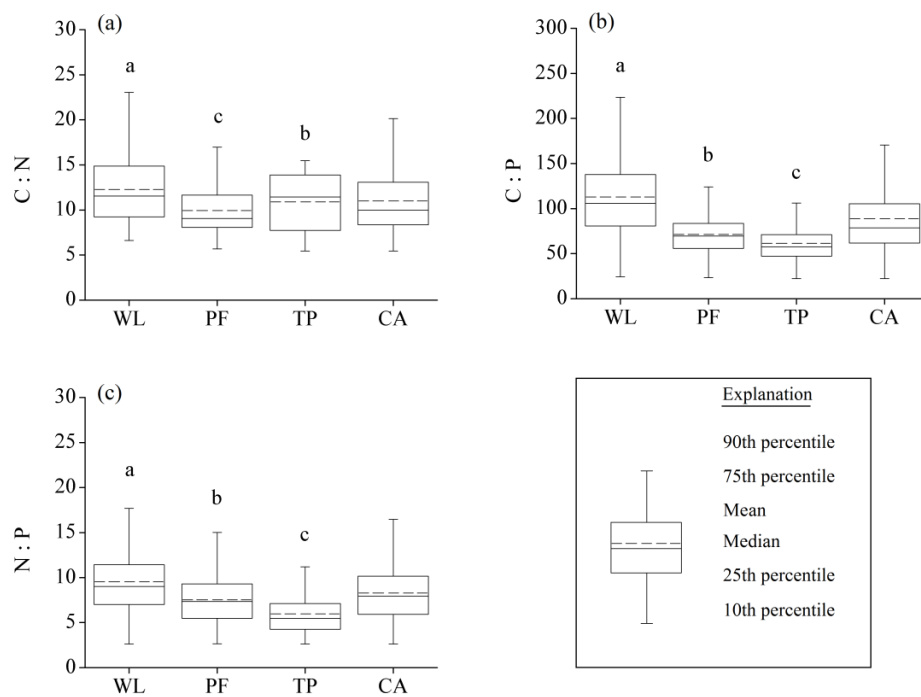 (a)
30
25
20
15
10
5
0
C : N
a
c
b
WL PF TP CA
(b)
300
250
200
150
100
50
0
C : P
a
b
c
WL PF TP CA
(c)
30
25
20
15
10
5
0
N : P
a
b
c
WL PF TP CA
Explanation
90th percentile
75th percentile
Mean
Median
25th percentile
10th percentile